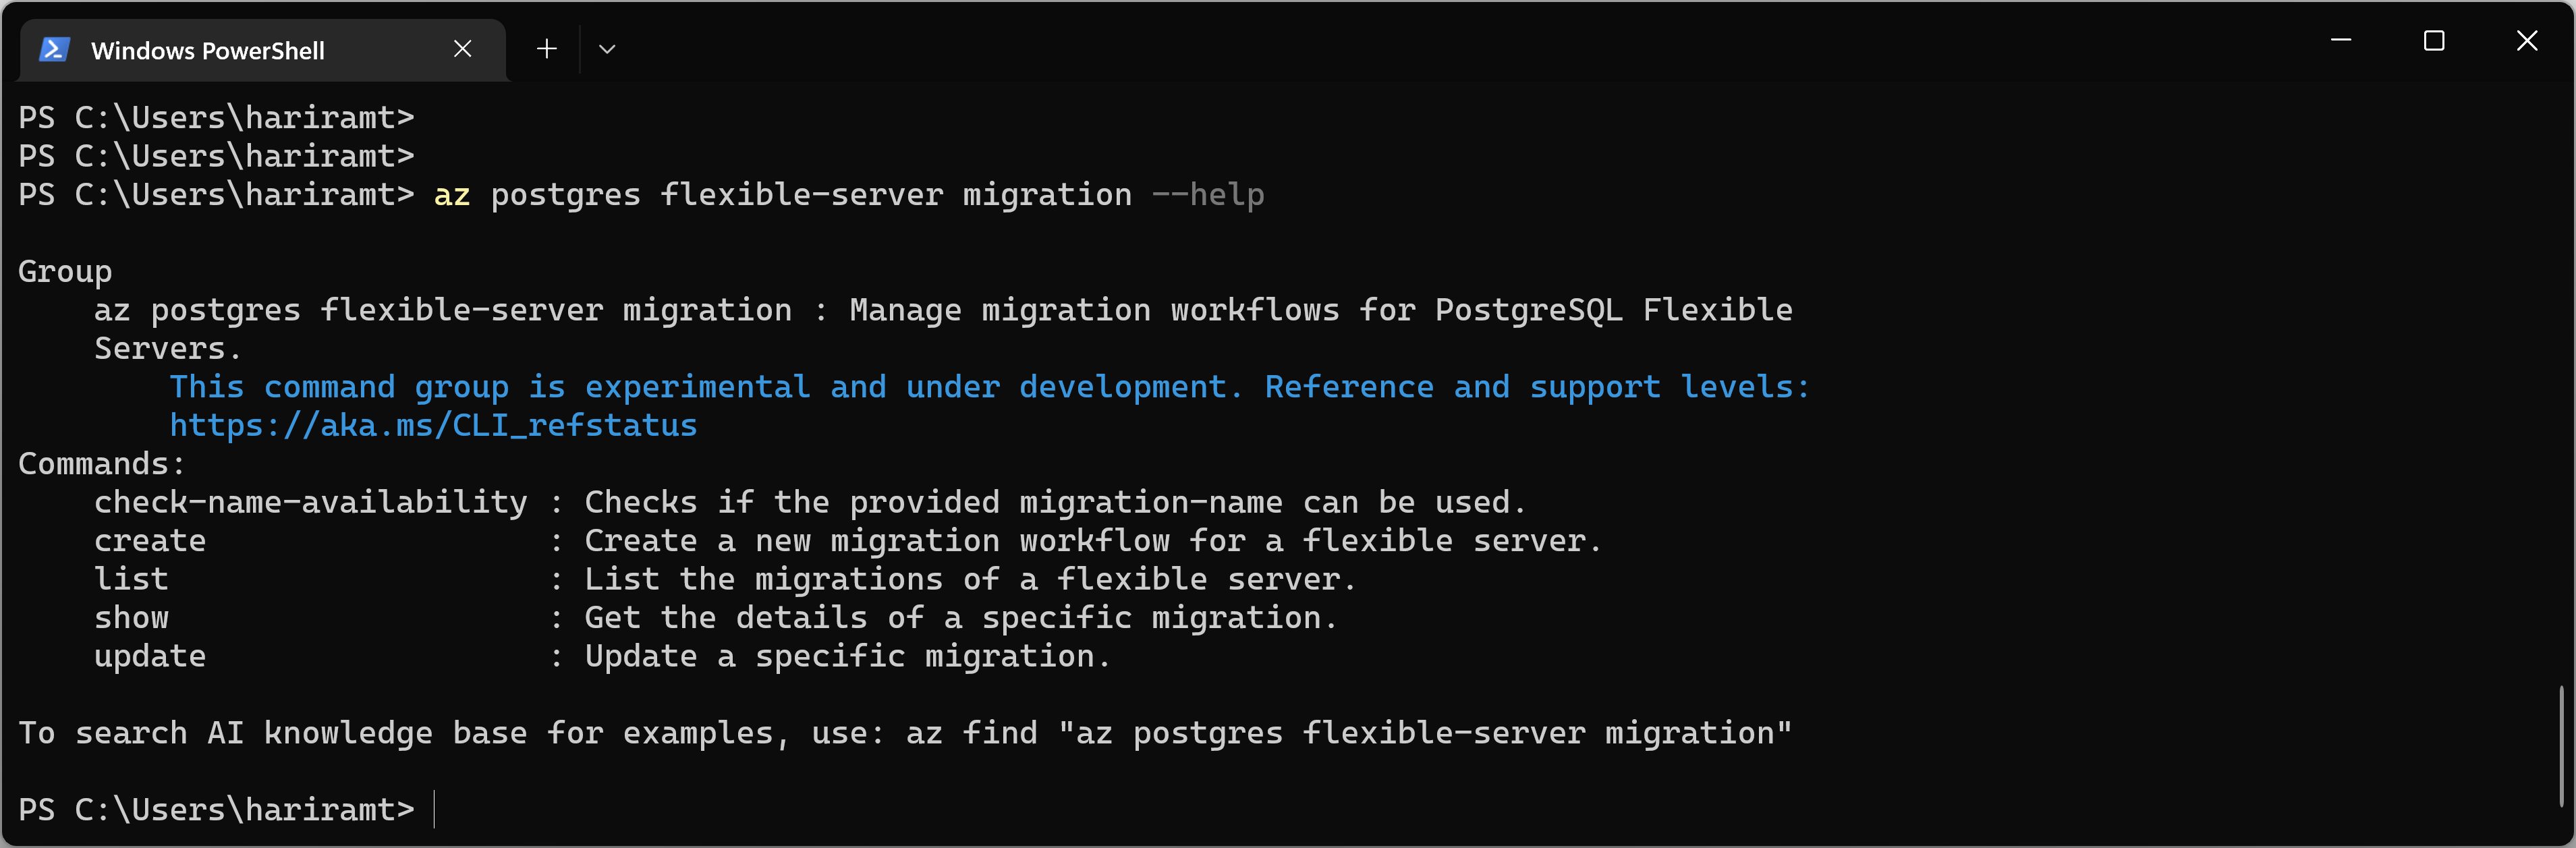 Windows PowerShell
PS C:\Users\hariramt>
PS C:\Users\hariramt>
PS C:\Users\hariramt> az postgres flexible-server migration --help
Group
az postgres flexible-server migration : Manage migration workflows for PostgreSQL Flexible
Servers.
This command group is experimental and under development. Reference and support levels:
https://aka.ms/CLI_refstatus
Commands:
check-name-availability : Checks if the provided migration-name can be used.
create : Create a new migration workflow for a flexible server.
list : List the migrations of a flexible server.
show : Get the details of a specific migration.
update : Update a specific migration.
To search AI knowledge base for examples, use: az find "az postgres flexible-server migration"
PS C:\Users\hariramt>